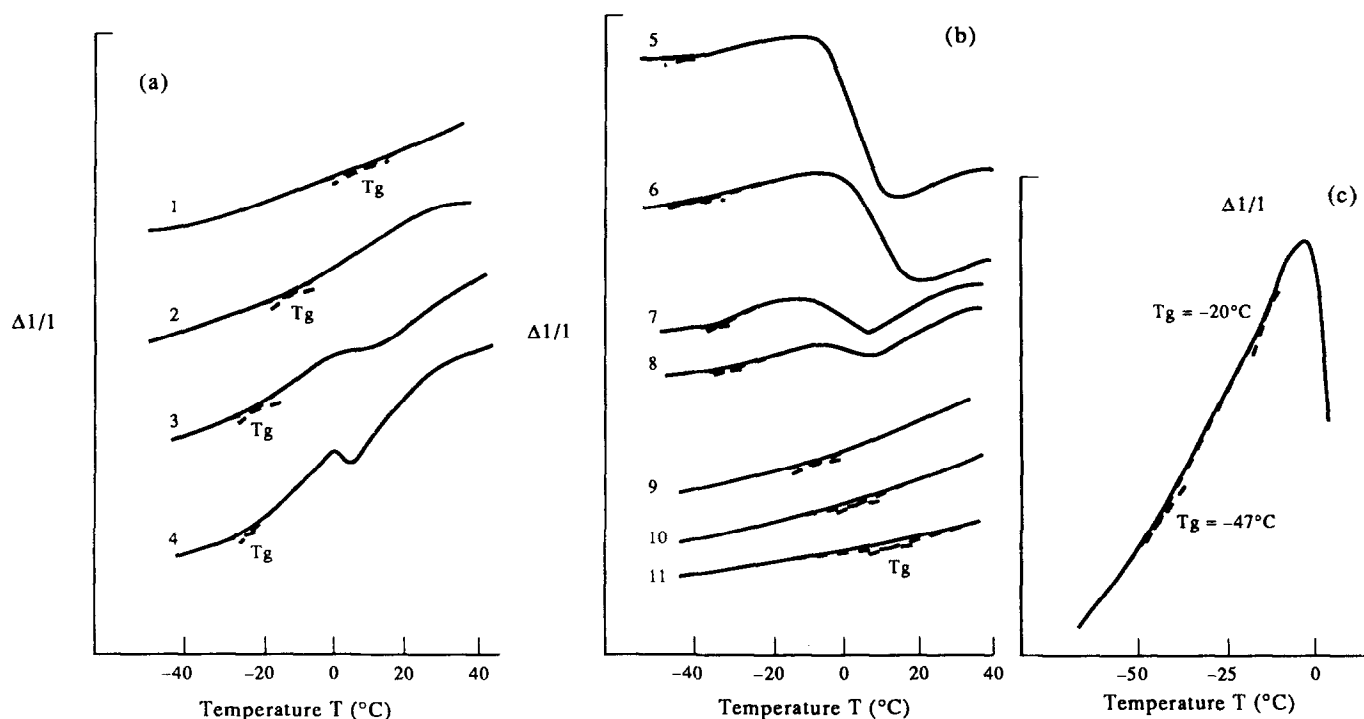 (a)
1
Tg
2
Tg
3
Tg
4
Tg
Δ1/1
-40
-20
0
20
40
Temperature T (°C)
(b)
5
6
7
8
9
10
11
Tg
Δ1/1
-40
-20
0
20
40
Temperature T (°C)
(c)
Δ1/1
Tg = -20°C
Tg = -47°C
-50
-25
0
Temperature T (°C)